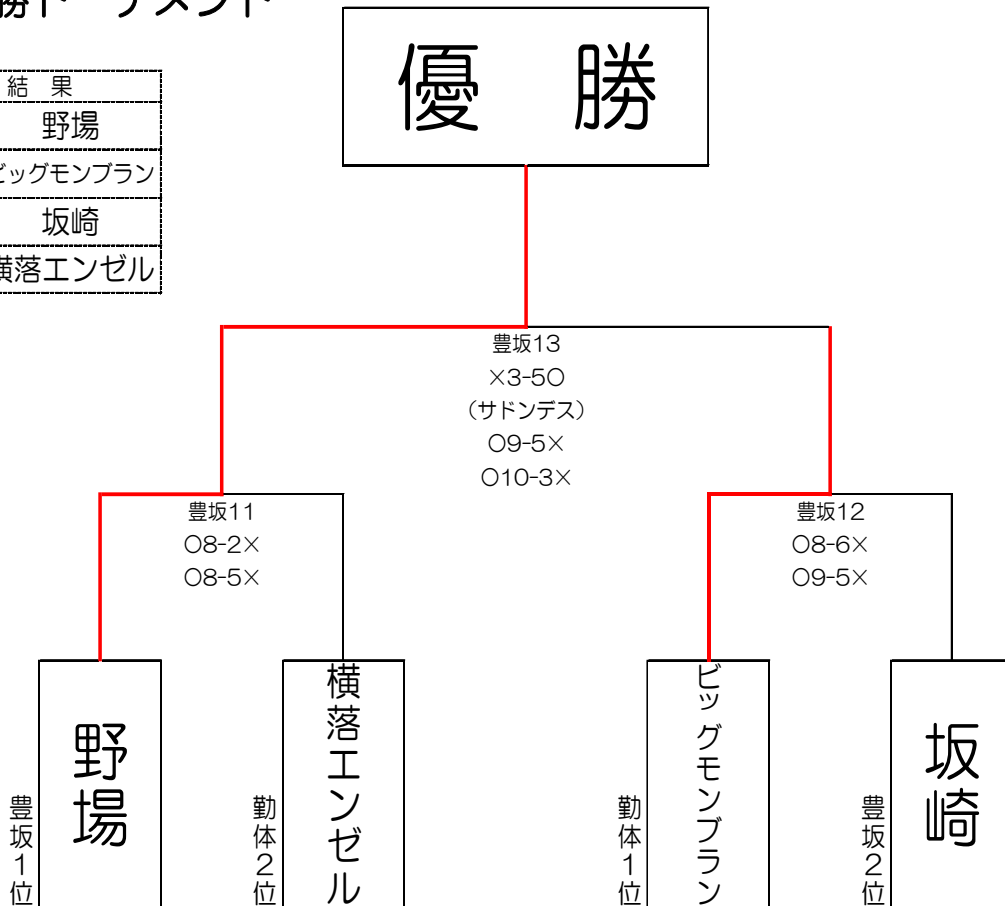 勝トーナメント
優 勝
結 果
野場
ビッグモンブラン
坂崎
横落エンゼル
豊坂13
×3-5○
(サドンデス)
○9-5×
○10-3×
豊坂11
○8-2×
○8-5×
豊坂12
○8-6×
○9-5×
豊坂1位
野場
勤体2位
横落エンゼル
勤体1位
ビッグモンブラン
豊坂2位
坂崎